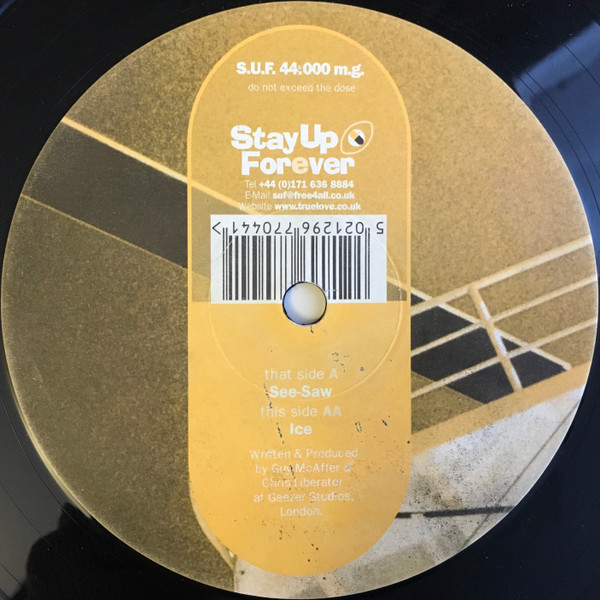 S.U.F. 44:000 m.g.
do not exceed the dose
Stay Up
Forever
Tel +44 (0)171 636 8884
E-Mail suf@free4all.co.uk
Website www.truelove.co.uk
5 021296 770441 >
that side A
See-Saw
this side AA
Ice
Written & Produced
by Guy McAffer &
Chris Liberator
at Geezer Studios,
London.